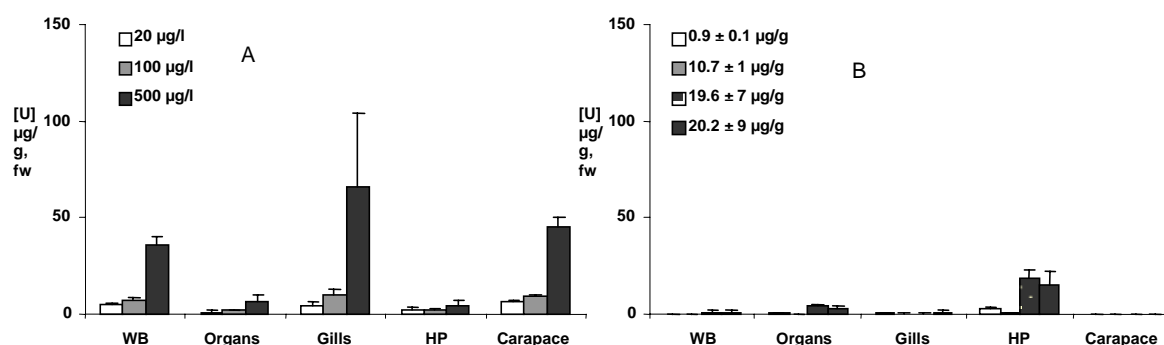 150
100
50
0
[U]
µg/
g,
fw
20 µg/l
100 µg/l
500 µg/l
A
WB Organs Gills HP Carapace
150
100
50
0
[U]
µg/
g,
fw
0.9 ± 0.1 µg/g
10.7 ± 1 µg/g
19.6 ± 7 µg/g
20.2 ± 9 µg/g
B
WB Organs Gills HP Carapace